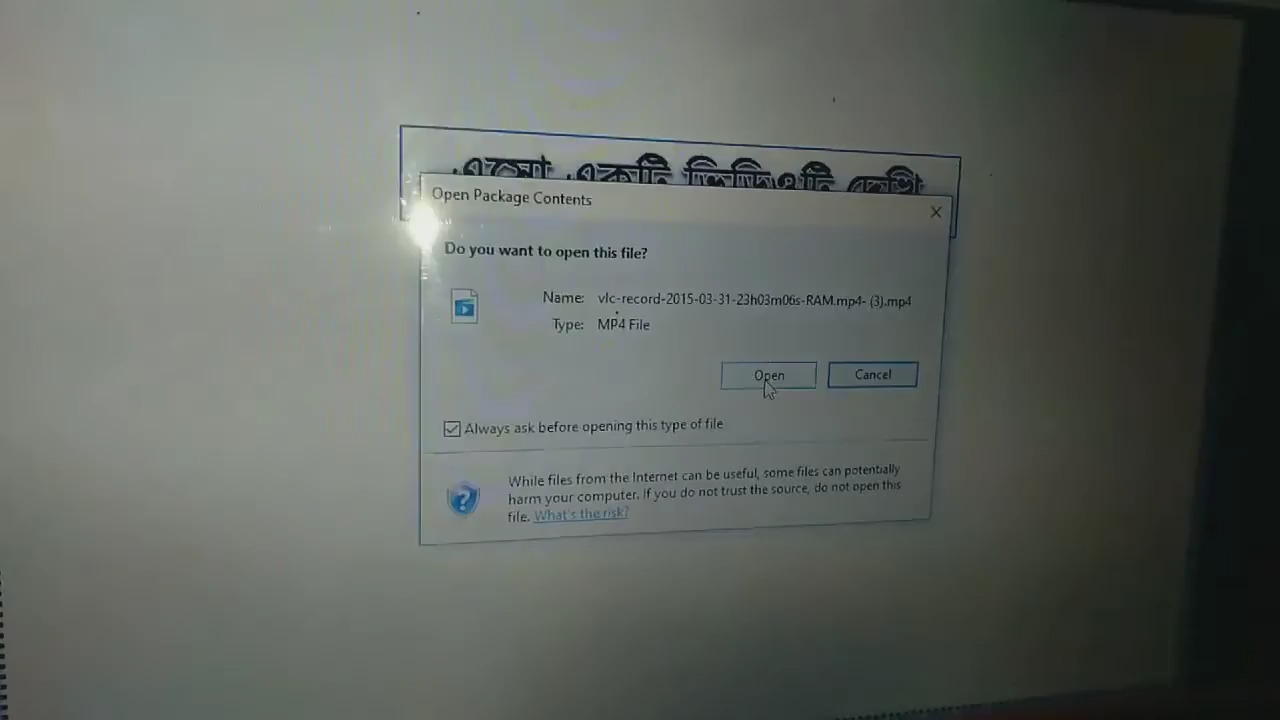 এসো একটি ভিডিও দেখি
Open Package Contents
Do you want to open this file?
Name: vlc-record-2015-03-31-23h03m06s-RAM.mp4- (3).mp4
Type: MP4 File
Open
Cancel
Always ask before opening this type of file
While files from the Internet can be useful, some files can potentially
harm your computer. If you do not trust the source, do not open this
file. What's the risk?